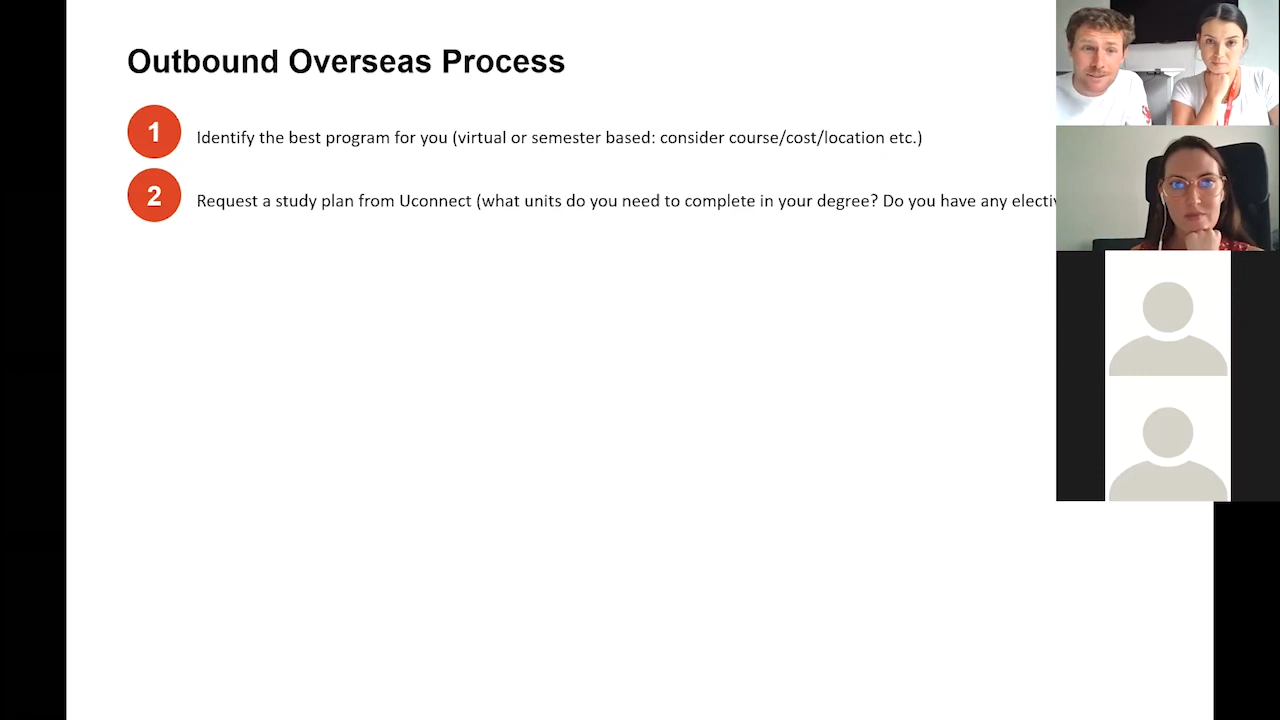 Outbound Overseas Process
1 Identify the best program for you (virtual or semester based: consider course/cost/location etc.)
2 Request a study plan from Uconnect (what units do you need to complete in your degree? Do you have any